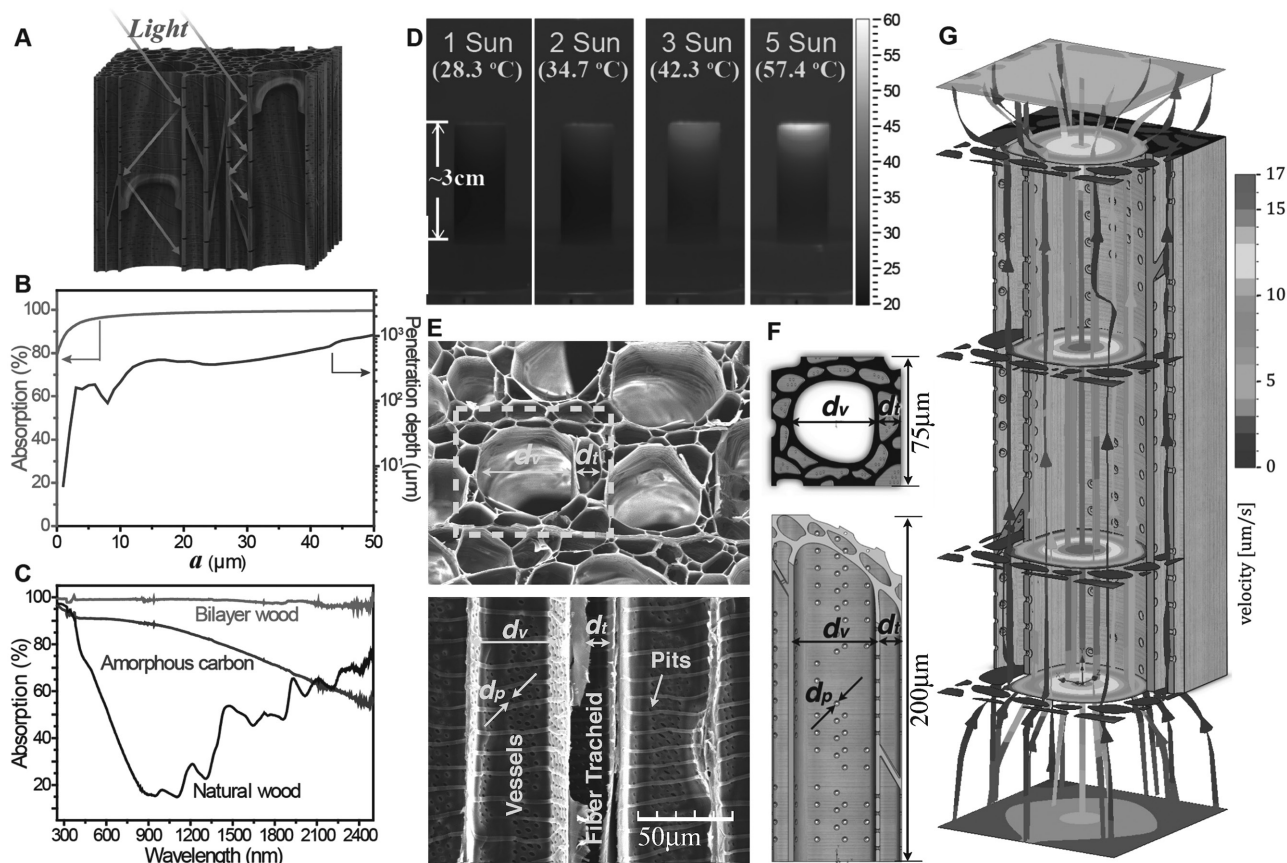 A
Light
B
100
80
60
40
20
0
Absorption (%)
10³
10²
10¹
Penetration depth (μm)
0
10
20
30
40
50
a (μm)
C
100
80
60
40
20
Absorption (%)
Bilayer wood
Amorphous carbon
Natural wood
300
600
900
1200
1500
1800
2100
2400
Wavelength (nm)
D
1 Sun
(28.3 °C)
2 Sun
(34.7 °C)
3 Sun
(42.3 °C)
5 Sun
(57.4 °C)
~3cm
60
55
50
45
40
35
30
25
20
E
dv
dt
dv
dt
dp
Pits
Vessels
Fiber Tracheid
50μm
F
dv
dt
75μm
dv
dt
dp
200μm
G
17
15
10
5
0
velocity [um/s]